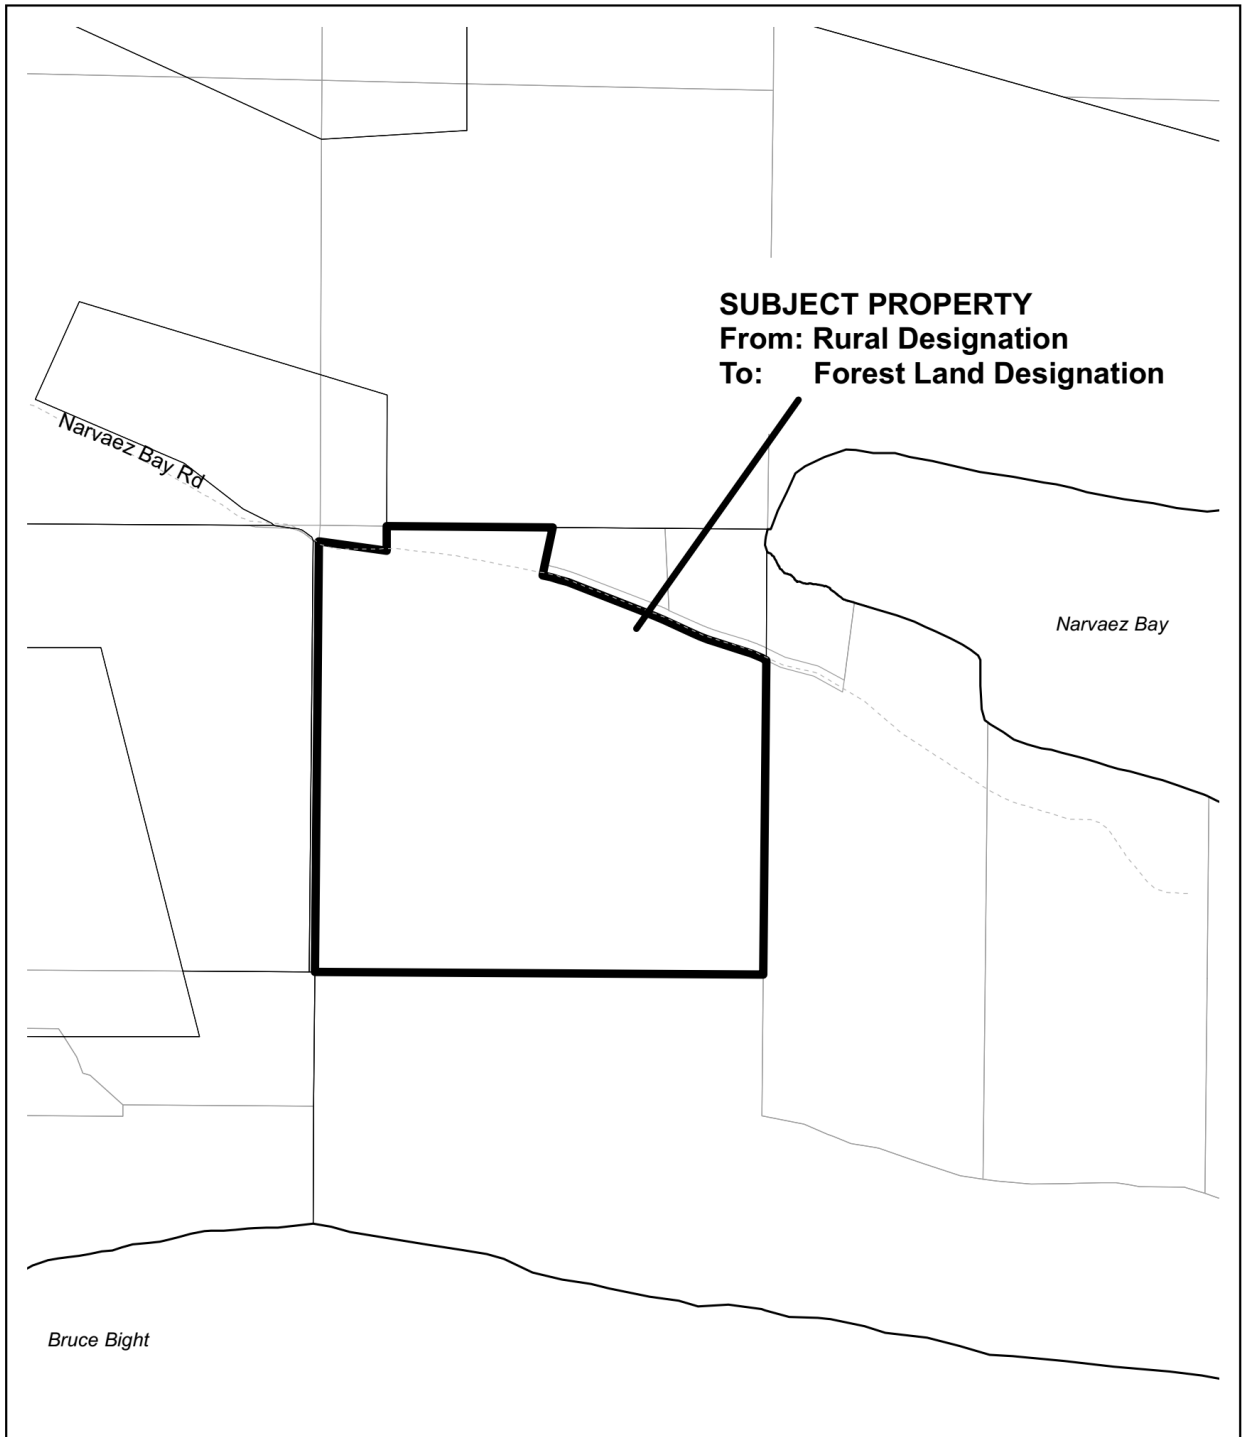 SUBJECT PROPERTY
From: Rural Designation
To: Forest Land Designation
Narvaez Bay Rd
Narvaez Bay
Bruce Bight